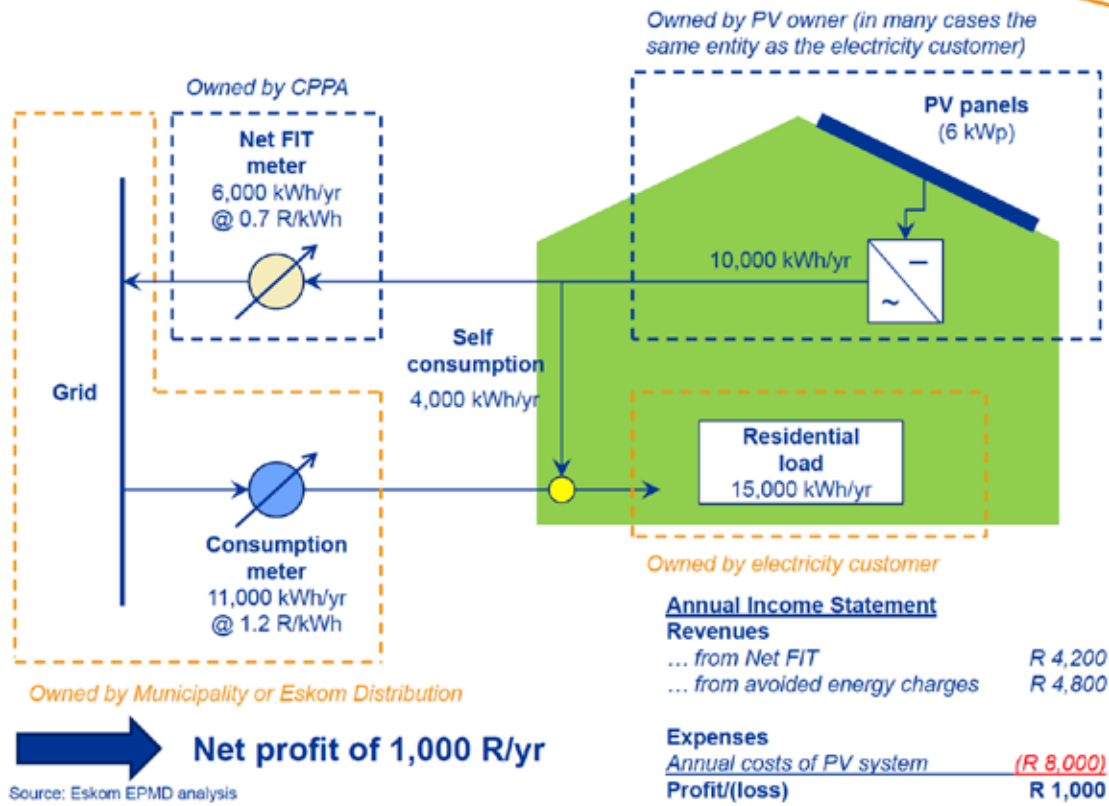 Owned by PV owner (in many cases the
same entity as the electricity customer)
Owned by CPPA
PV panels
(6 kWp)
Net FIT
meter
6,000 kWh/yr
@ 0.7 R/kWh
10,000 kWh/yr
–
~
Self
consumption
4,000 kWh/yr
Grid
Residential
load
15,000 kWh/yr
Consumption
meter
11,000 kWh/yr
@ 1.2 R/kWh
Owned by electricity customer
Owned by Municipality or Eskom Distribution
Annual Income Statement
Revenues
... from Net FIT R 4,200
... from avoided energy charges R 4,800
Expenses
Annual costs of PV system (R 8,000)
Profit/(loss) R 1,000
Net profit of 1,000 R/yr
Source: Eskom EPMD analysis